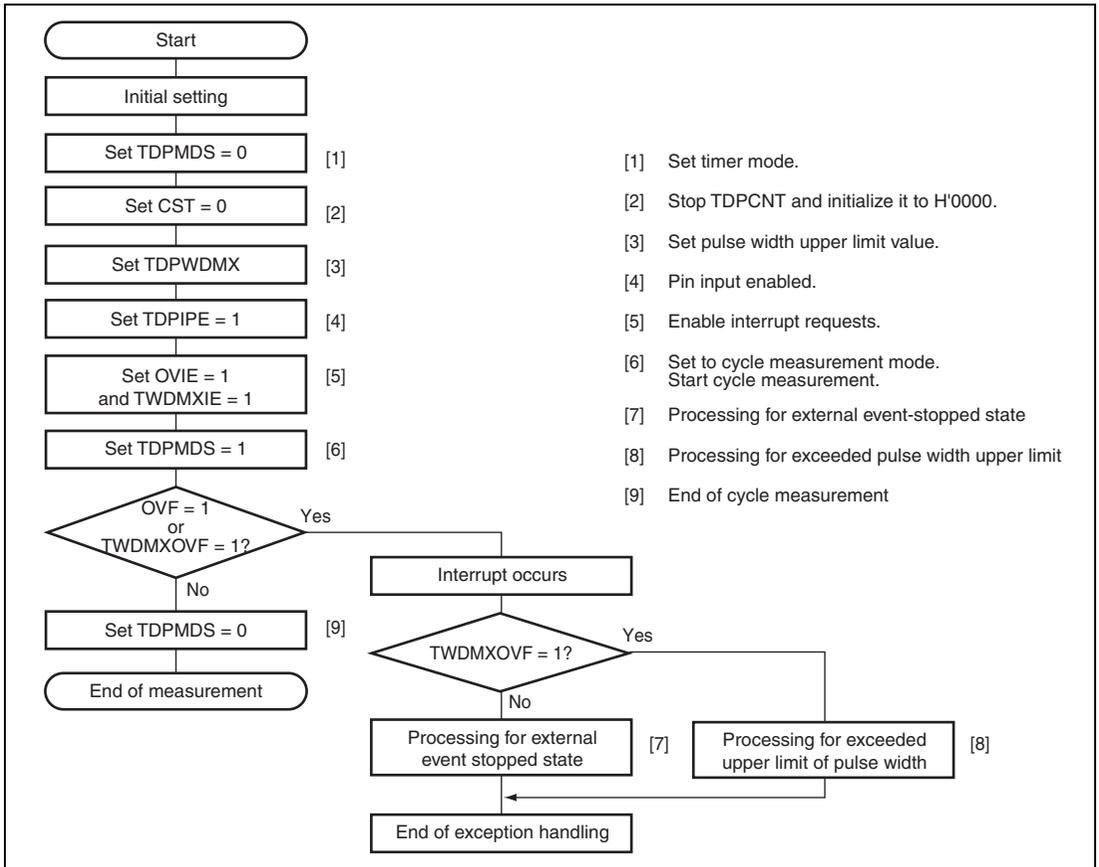 Start
Initial setting
Set TDPMDS = 0
[1]
Set CST = 0
[2]
Set TDPWDMX
[3]
Set TDPIPE = 1
[4]
Set OVIE = 1
and TWDMXIE = 1
[5]
Set TDPMDS = 1
[6]
OVF = 1
or
TWDMXOVF = 1?
Yes
No
Set TDPMDS = 0
[9]
End of measurement
Interrupt occurs
TWDMXOVF = 1?
Yes
No
Processing for external
event stopped state
[7]
Processing for exceeded
upper limit of pulse width
[8]
End of exception handling
[1] Set timer mode.
[2] Stop TDPCNT and initialize it to H'0000.
[3] Set pulse width upper limit value.
[4] Pin input enabled.
[5] Enable interrupt requests.
[6] Set to cycle measurement mode.
Start cycle measurement.
[7] Processing for external event-stopped state
[8] Processing for exceeded pulse width upper limit
[9] End of cycle measurement